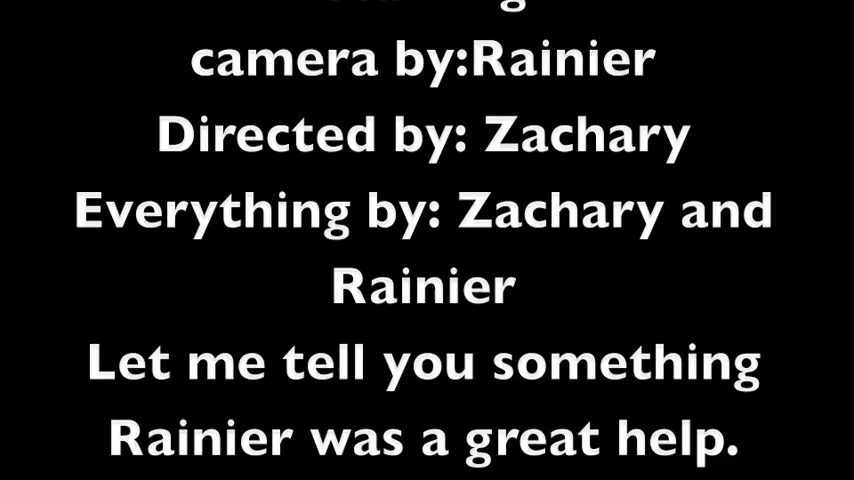 camera by:Rainier
Directed by: Zachary
Everything by: Zachary and
Rainier
Let me tell you something
Rainier was a great help.